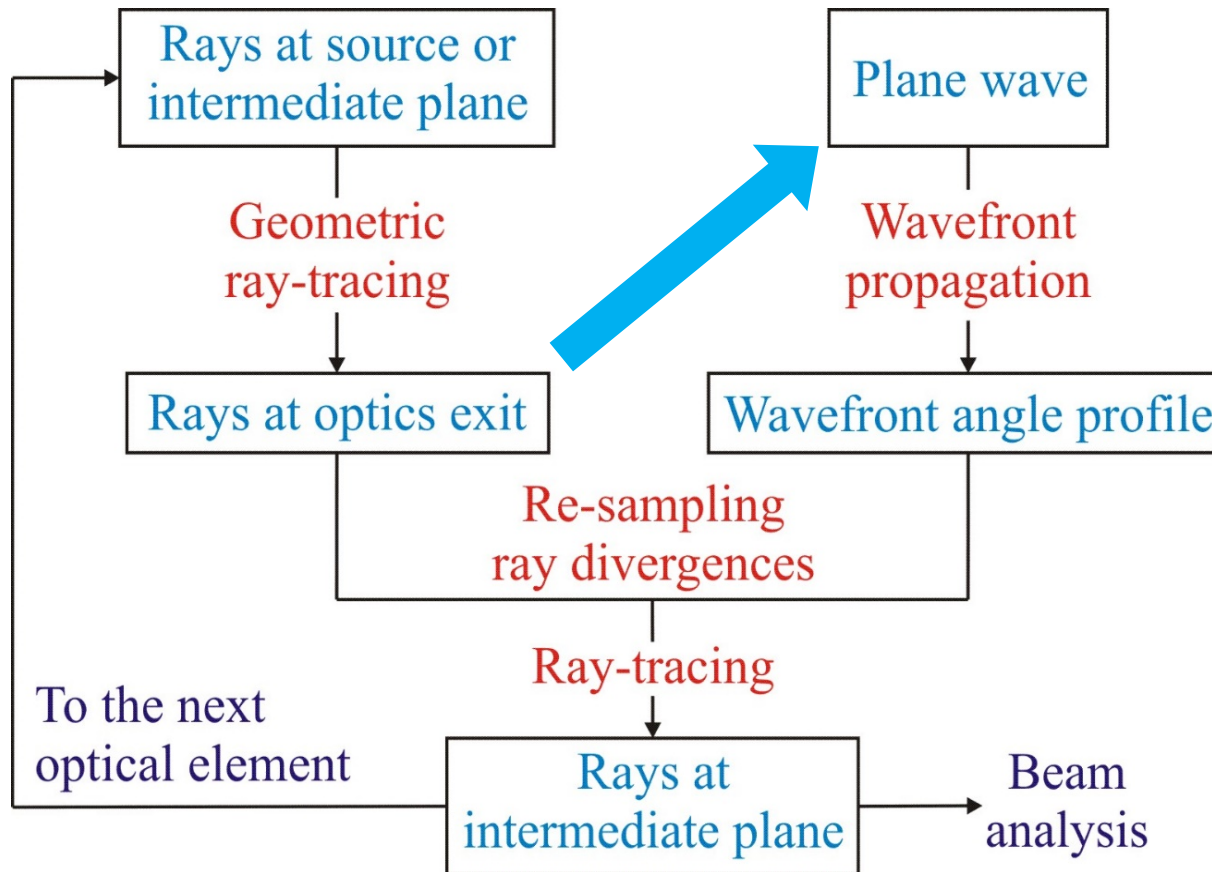 Rays at source or
intermediate plane
Plane wave
Geometric
ray-tracing
Wavefront
propagation
Rays at optics exit
Wavefront angle profile
Re-sampling
ray divergences
Ray-tracing
To the next
optical element
Rays at
intermediate plane
Beam
analysis